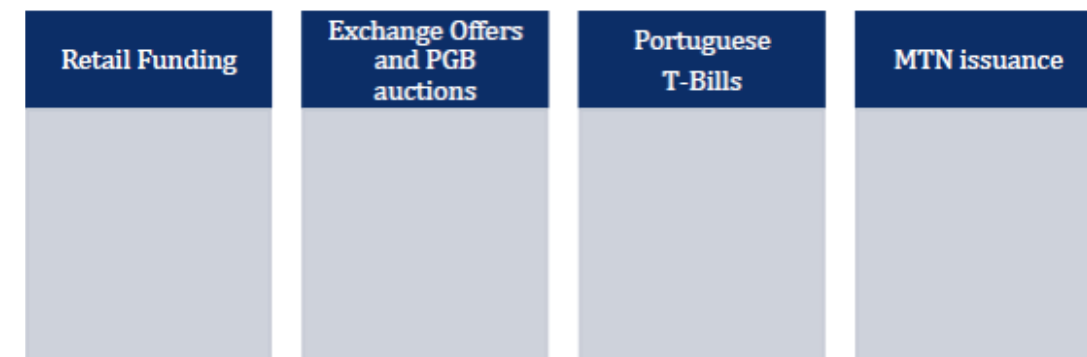 Retail Funding
Exchange Offers
and PGB
auctions
Portuguese
T-Bills
MTN issuance